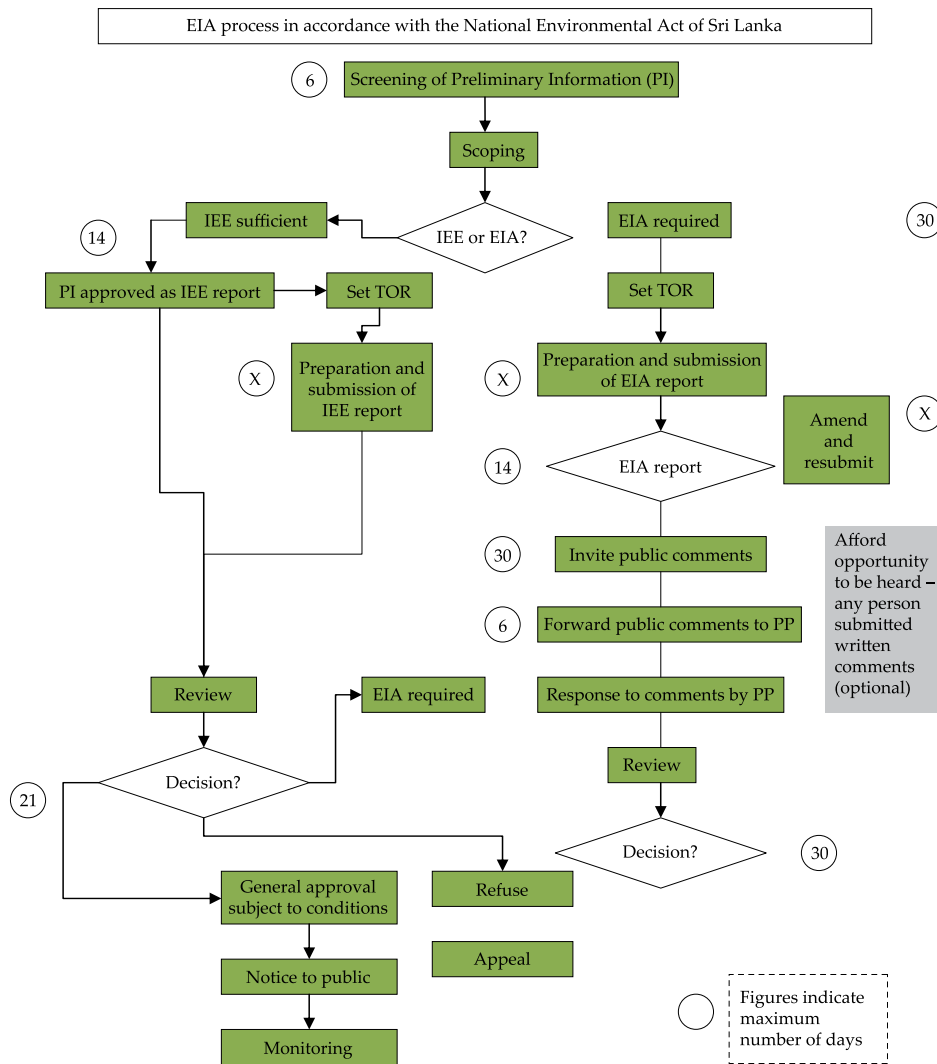 EIA process in accordance with the National Environmental Act of Sri Lanka
6
Screening of Preliminary Information (PI)
Scoping
IEE sufficient
IEE or EIA?
EIA required
30
14
PI approved as IEE report
Set TOR
Set TOR
X
Preparation and
submission of
IEE report
X
Preparation and submission
of EIA report
Amend
and
resubmit
X
14
EIA report
30
Invite public comments
Afford
opportunity
to be heard –
any person
submitted
written
comments
(optional)
6
Forward public comments to PP
Review
EIA required
Response to comments by PP
Review
21
Decision?
Decision?
30
General approval
subject to conditions
Refuse
Notice to public
Appeal
Monitoring
Figures indicate
maximum
number of days